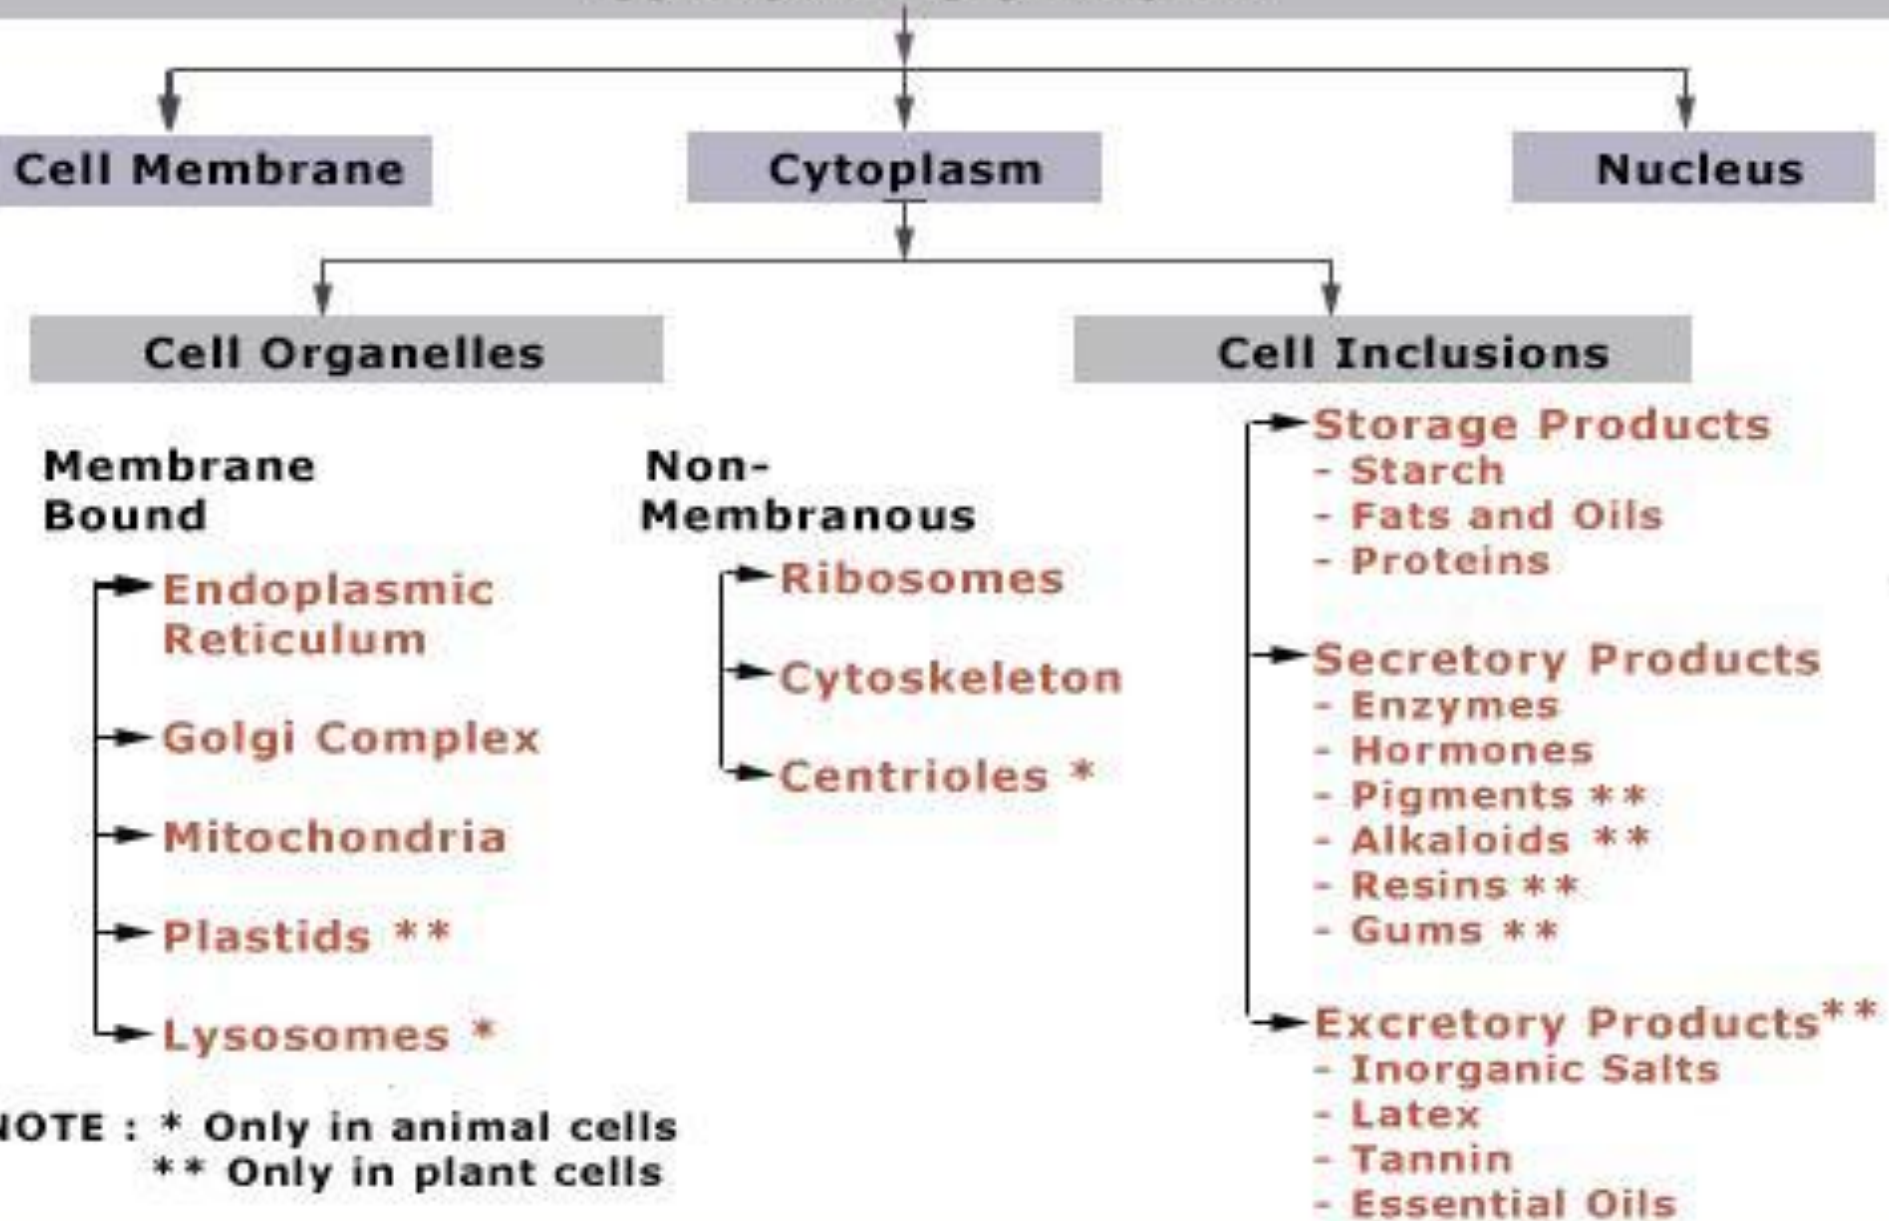 Cell Membrane
Cytoplasm
Nucleus
Cell Organelles
Cell Inclusions
Membrane
Bound
Endoplasmic
Reticulum
Golgi Complex
Mitochondria
Plastids **
Lysosomes *
Non-
Membranous
Ribosomes
Cytoskeleton
Centrioles *
Storage Products
- Starch
- Fats and Oils
- Proteins
Secretory Products
- Enzymes
- Hormones
- Pigments **
- Alkaloids **
- Resins **
- Gums **
Excretory Products**
- Inorganic Salts
- Latex
- Tannin
- Essential Oils
NOTE : * Only in animal cells
** Only in plant cells